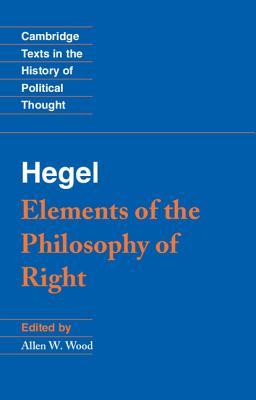 Cambridge
Texts in the
History of
Political
Thought
Hegel
Elements of the
Philosophy of
Right
Edited by
Allen W. Wood